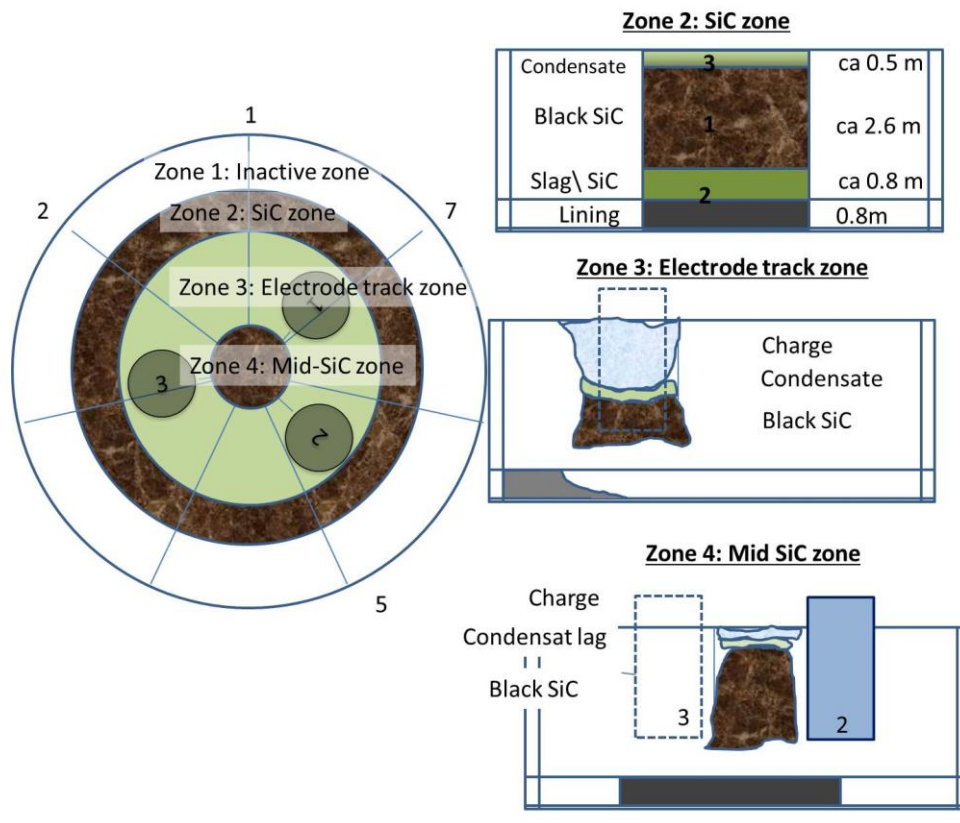 1
Zone 1: Inactive zone
2
Zone 2: SiC zone
7
Zone 3: Electrode track zone
1
Zone 4: Mid-SiC zone
3
2
5
Zone 2: SiC zone
Condensate
3
ca 0.5 m
Black SiC
1
ca 2.6 m
Slag\ SiC
2
ca 0.8 m
Lining
0.8m
Zone 3: Electrode track zone
Charge
Condensate
Black SiC
Zone 4: Mid SiC zone
Charge
Condensat lag
Black SiC
3
2